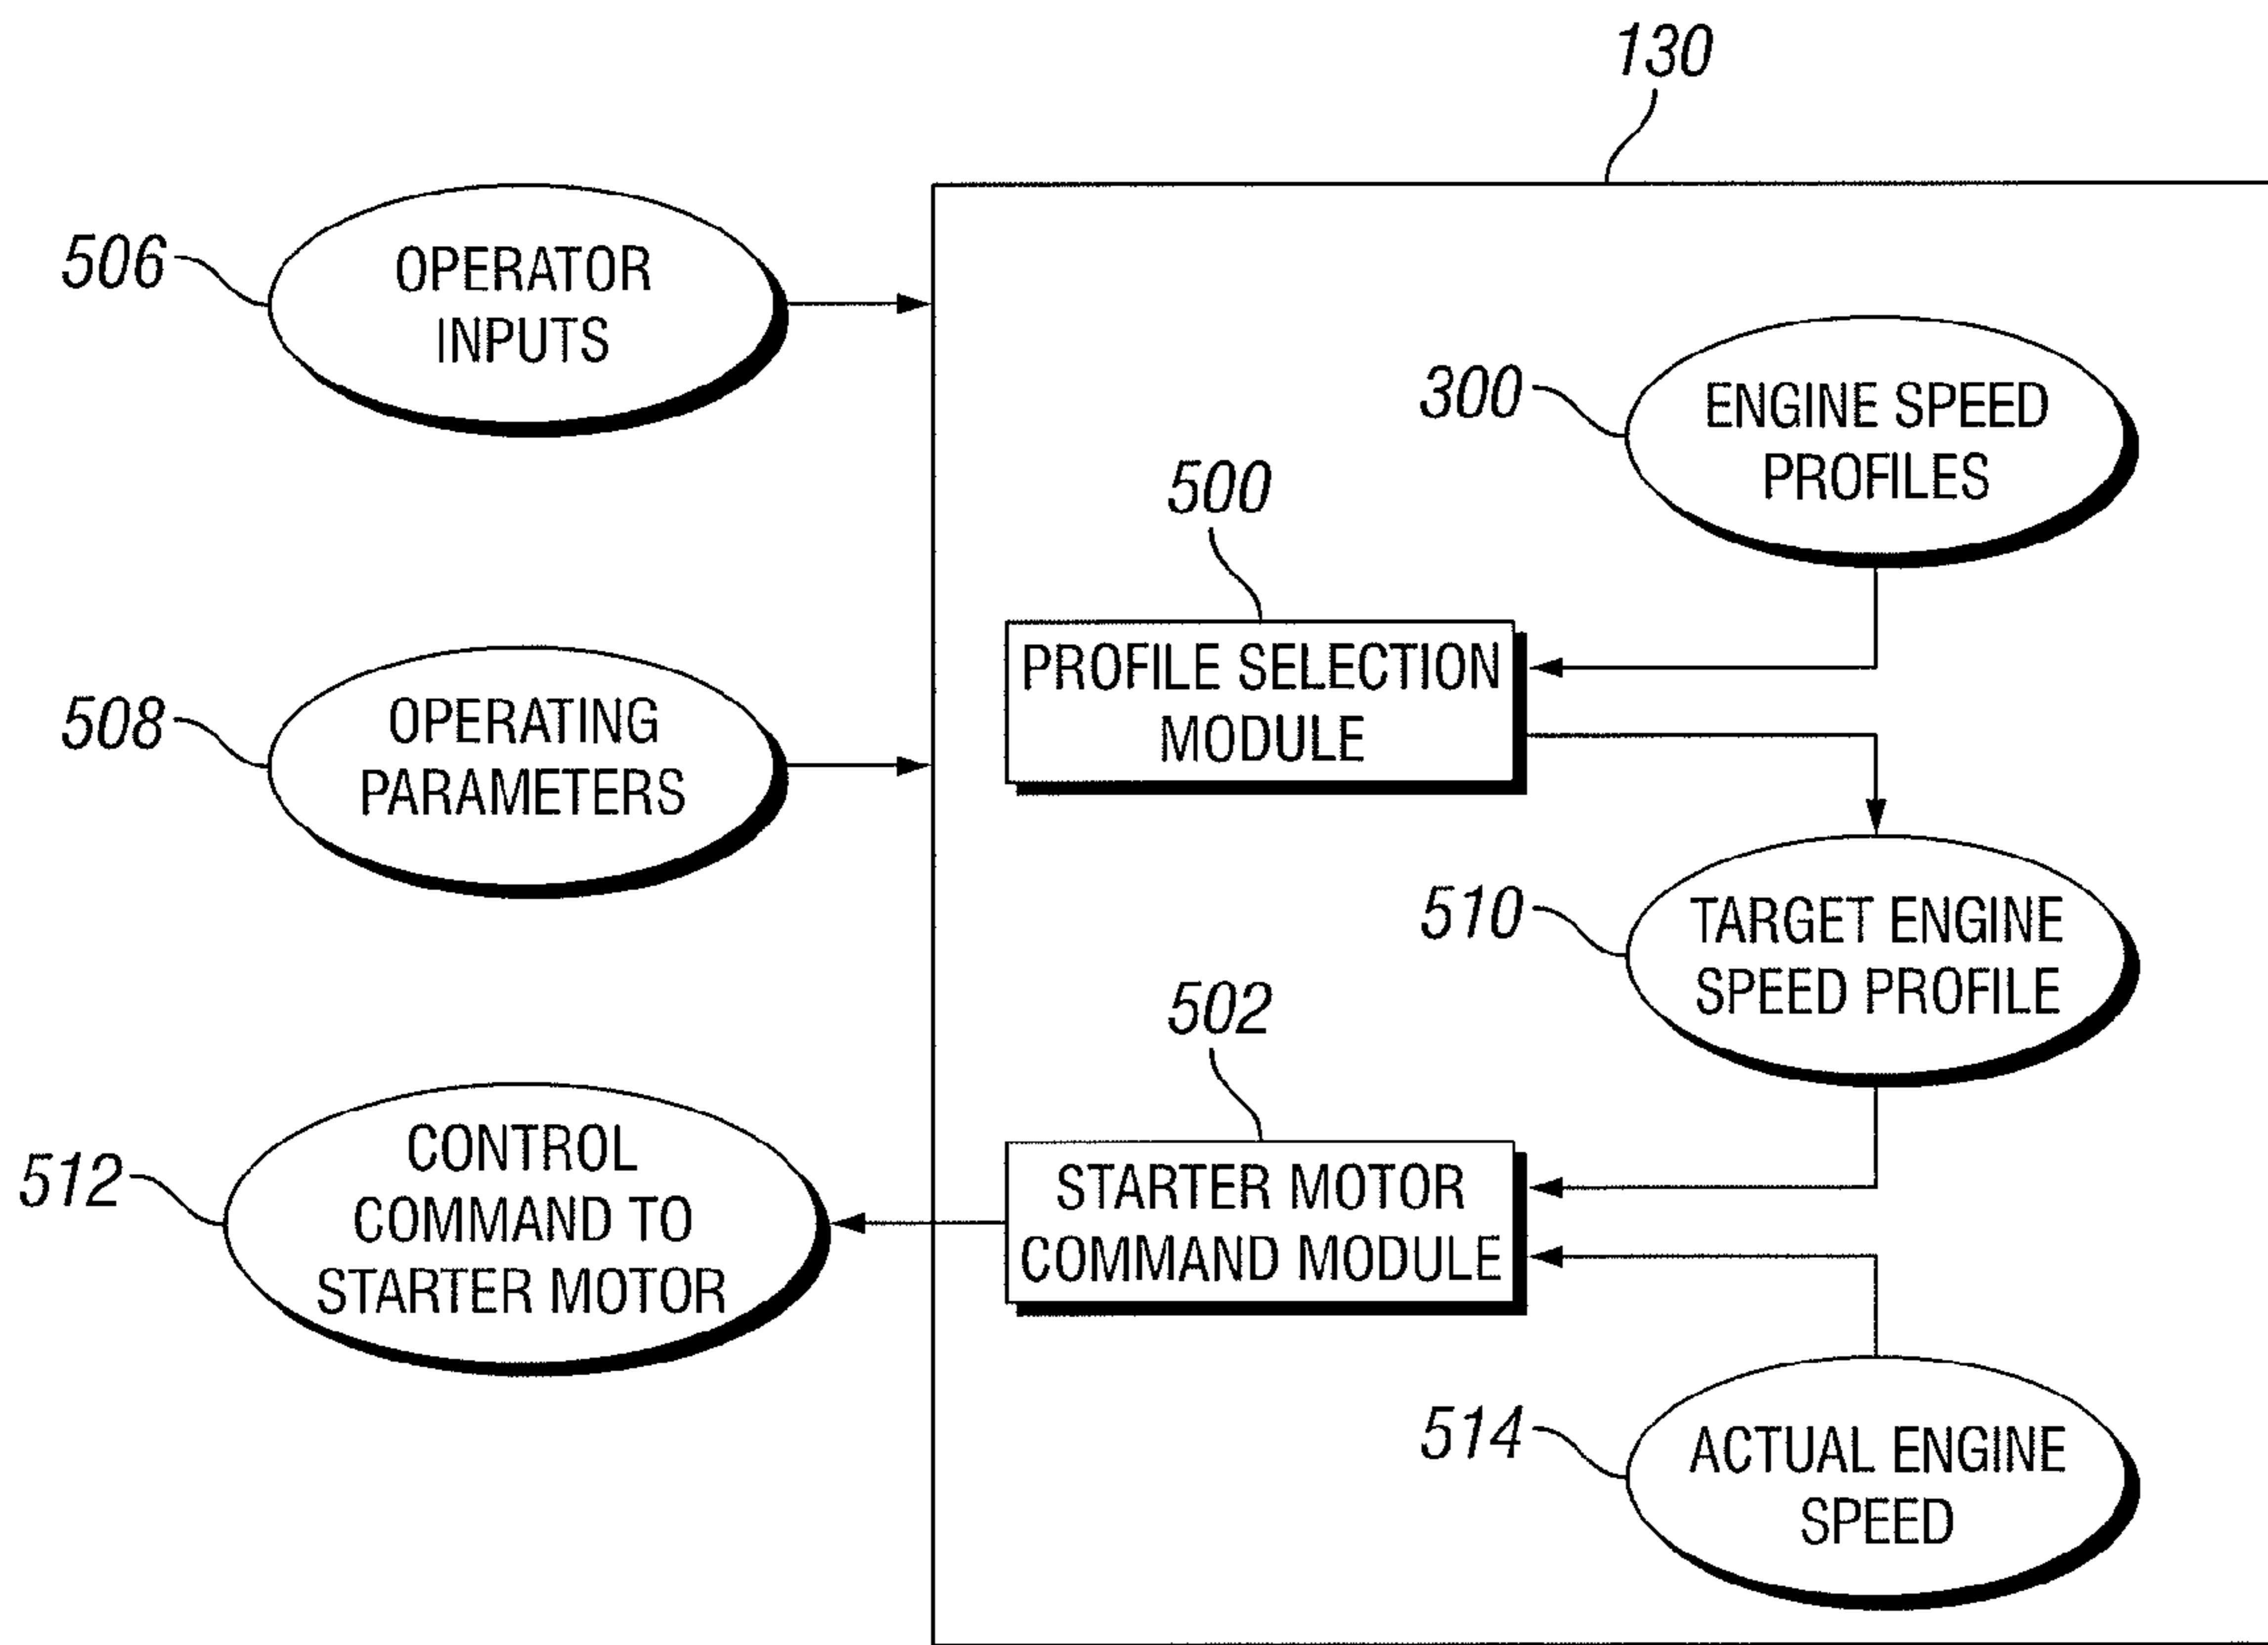 130
506
OPERATOR
INPUTS
300
ENGINE SPEED
PROFILES
500
PROFILE SELECTION
MODULE
508
OPERATING
PARAMETERS
510
TARGET ENGINE
SPEED PROFILE
502
STARTER MOTOR
COMMAND MODULE
512
CONTROL
COMMAND TO
STARTER MOTOR
514
ACTUAL ENGINE
SPEED